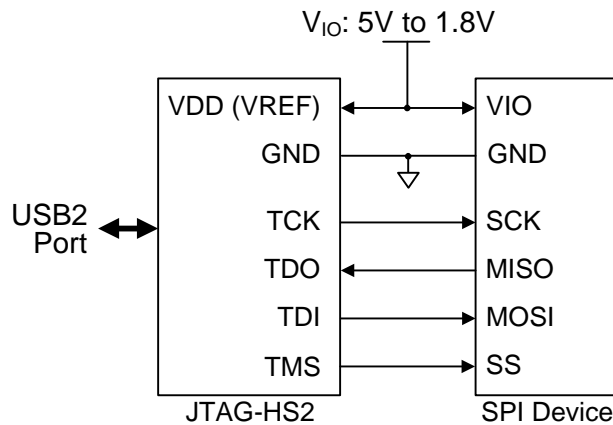 VIO: 5V to 1.8V
VDD (VREF)
VIO
GND
GND
USB2
Port
TCK
SCK
TDO
MISO
TDI
MOSI
TMS
SS
JTAG-HS2
SPI Device